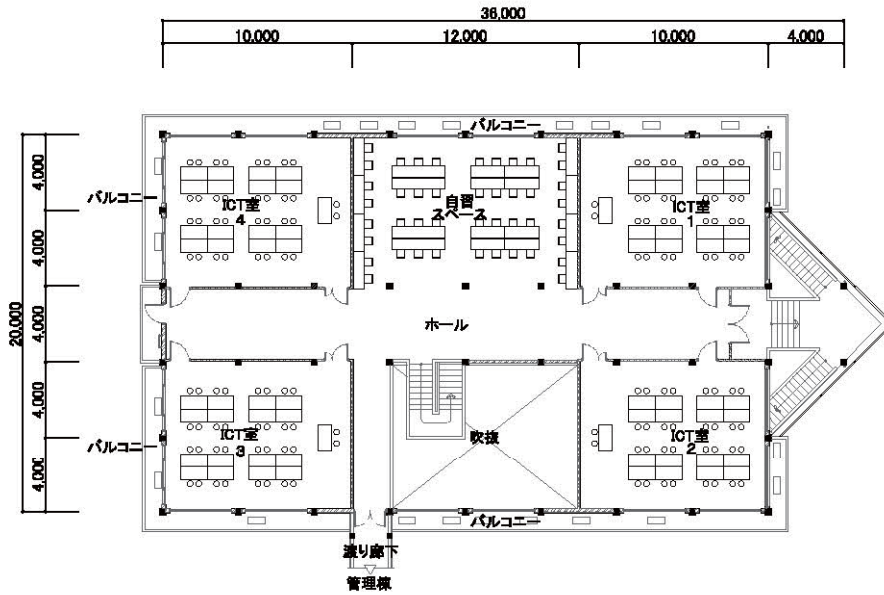 36,000
10,000 12,000 10,000 4,000
バルコニー
4,000
4,000
4,000
4,000
4,000
20,000
バルコニー
ICT室
4
自習
スペース
ICT室
1
ホール
バルコニー
ICT室
3
吹抜
ICT室
2
バルコニー
渡り廊下
管理棟